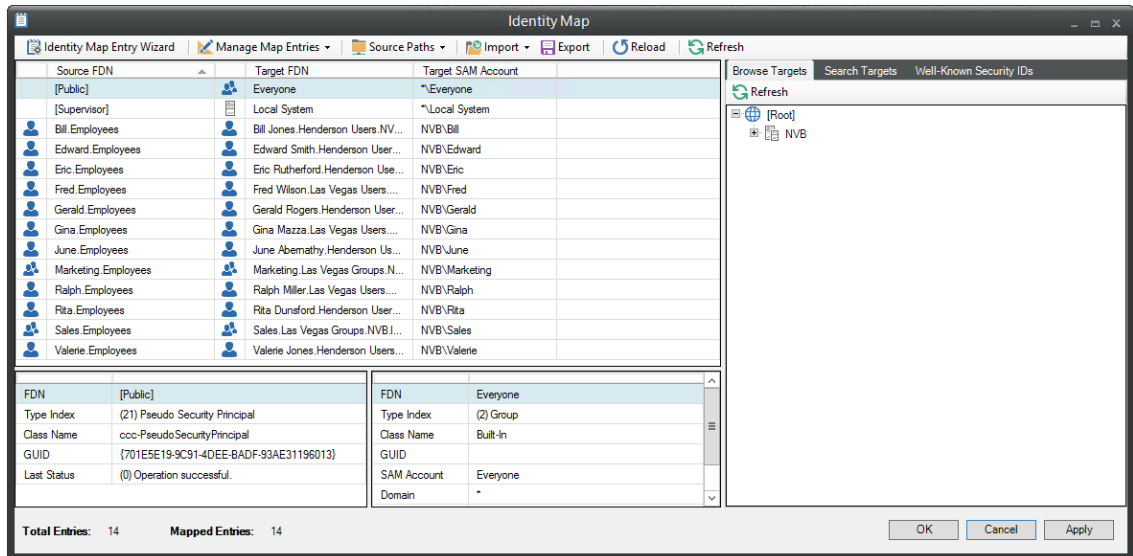 Identity Map
Identity Map Entry Wizard Manage Map Entries Source Paths Import Export Reload Refresh
Source FDN Target FDN Target SAM Account
[Public] Everyone *\Everyone
[Supervisor] Local System *\Local System
Bill.Employees Bill Jones.Henderson Users.NV... NVB\Bill
Edward.Employees Edward Smith.Henderson User... NVB\Edward
Eric.Employees Eric Rutherford.Henderson Use... NVB\Eric
Fred.Employees Fred Wilson.Las Vegas Users.... NVB\Fred
Gerald.Employees Gerald Rogers.Henderson User... NVB\Gerald
Gina.Employees Gina Mazza.Las Vegas Users.... NVB\Gina
June.Employees June Abernathy.Henderson Us... NVB\June
Marketing.Employees Marketing.Las Vegas Groups.N... NVB\Marketing
Ralph.Employees Ralph Miller.Las Vegas Users.... NVB\Ralph
Rita.Employees Rita Dunsford.Henderson User... NVB\Rita
Sales.Employees Sales.Las Vegas Groups.NVB.l... NVB\Sales
Valerie.Employees Valerie Jones.Henderson Users... NVB\Valerie
FDN [Public]
Type Index (21) Pseudo Security Principal
Class Name ccc-PseudoSecurityPrincipal
GUID {701E5E19-9C91-4DEE-BADF-93AE31196013}
Last Status (0) Operation successful.
FDN Everyone
Type Index (2) Group
Class Name Built-In
GUID
SAM Account Everyone
Domain *
Browse Targets Search Targets Well-Known Security IDs
Refresh
[Root]
NVB
Total Entries: 14 Mapped Entries: 14
OK Cancel Apply